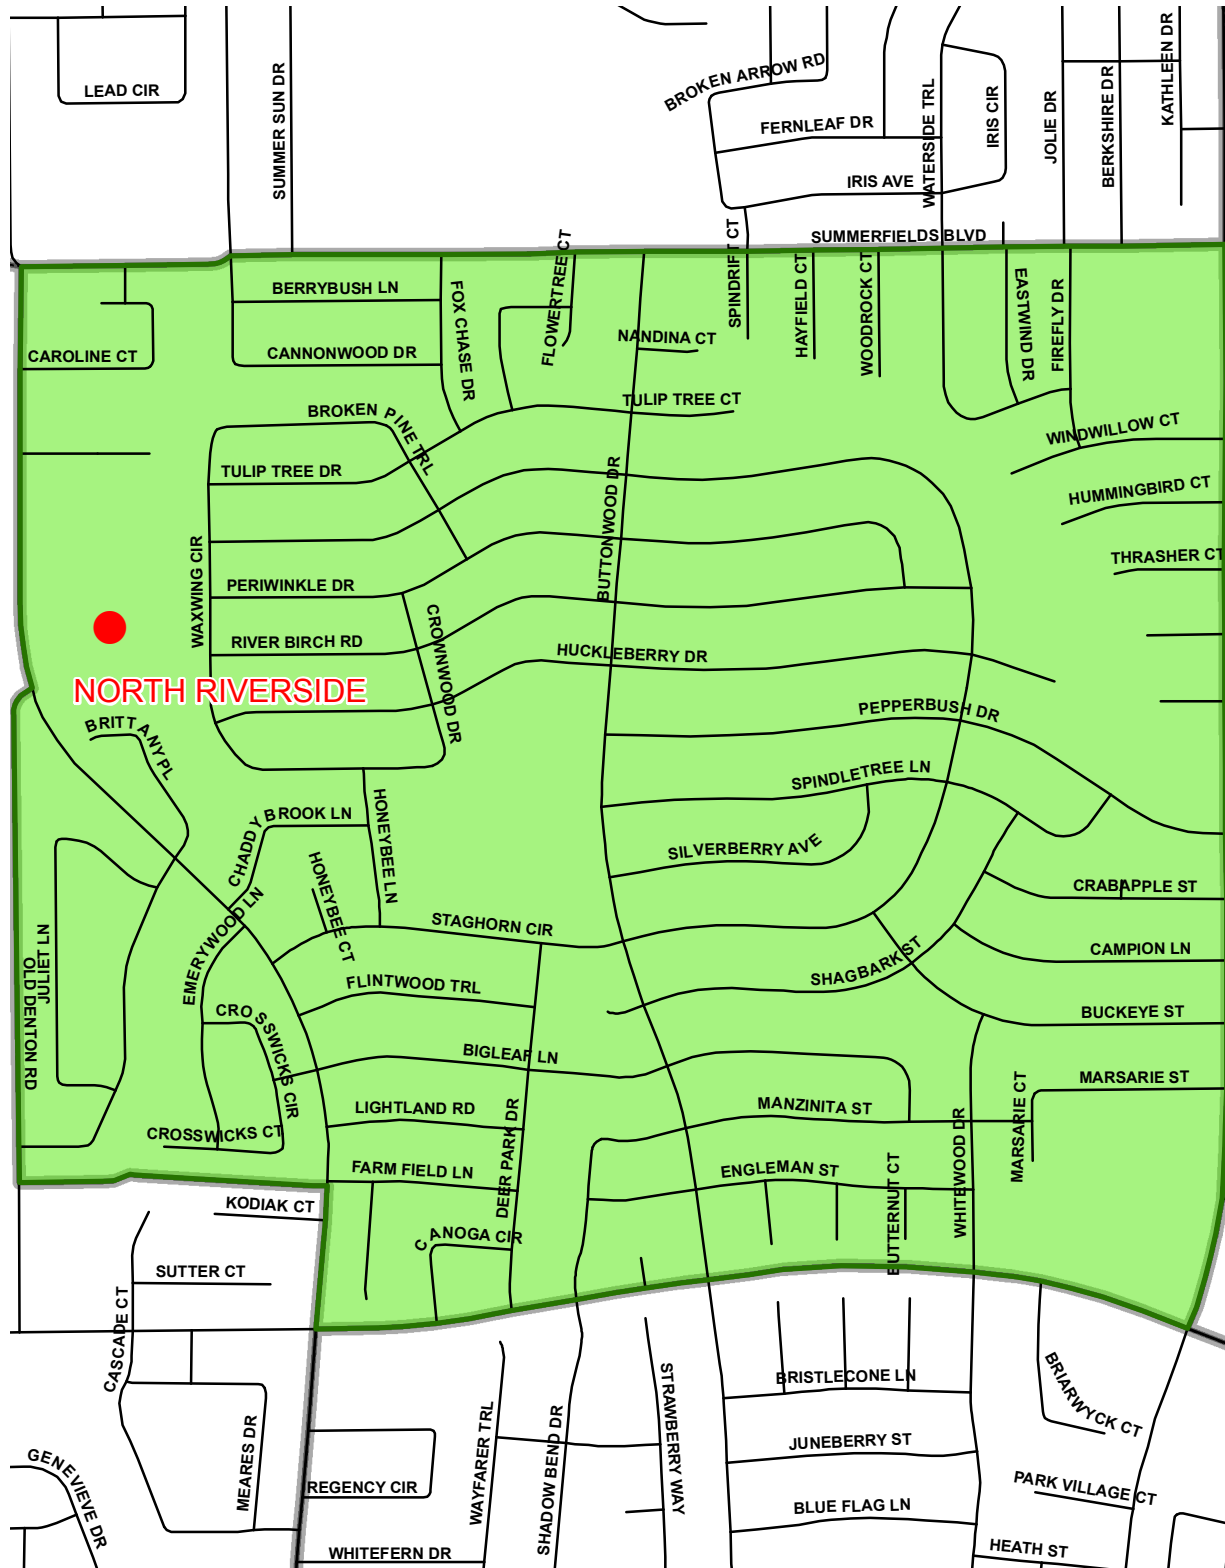 LEAD CIR
SUMMER SUN DR
BROKEN ARROW RD
FERNLEAF DR
IRIS AVE
WATERSIDE TRL
IRIS CIR
JOLIE DR
BERKSHIRE DR
KATHLEEN DR
SUMMERFIELDS BLVD
BERRYBUSH LN
CANNONWOOD DR
CAROLINE CT
FOX CHASE DR
FLOWERTREE CT
NANDINA CT
SPINDRIFT CT
HAYFIELD CT
WOODROCK CT
EASTWIND DR
FIREFLY DR
BROKEN PINE TRL
TULIP TREE CT
WINDWILLOW CT
TULIP TREE DR
BUTTONWOOD DR
HUMMINGBIRD CT
WAXWING CIR
PERIWINKLE DR
THRASHER CT
RIVER BIRCH RD
CROWNWOOD DR
HUCKLEBERRY DR
NORTH RIVERSIDE
BRITTANY PL
PEPPERBUSH DR
SPINDLETREE LN
CHADDYBROOK LN
HONEYBEE LN
SILVERBERRY AVE
HONEYBEE CT
CRABAPPLE ST
EMERYWOOD LN
STAGHORN CIR
JULIET LN
OLD DENTON RD
SHAGBARK ST
CAMPION LN
FLINTWOOD TRL
CROSSWICKS CIR
BUCKEYE ST
BIGLEAF LN
MARSARIE ST
LIGHTLAND RD
MANZINITA ST
MARSARIE CT
CROSSWICKS CT
DEER PARK DR
WHITEWOOD DR
FARM FIELD LN
ENGLEMAN ST
BUTTERNUT CT
KODIAK CT
CANOGA CIR
SUTTER CT
CASCADE CT
BRISTLECONE LN
BRIARWYCK CT
STRAWBERRY WAY
MEARES DR
WAYFARER TRL
SHADOW BEND DR
JUNEBERRY ST
GENEVIEVE DR
REGENCY CIR
PARK VILLAGE CT
BLUE FLAG LN
WHITEFERN DR
HEATH ST